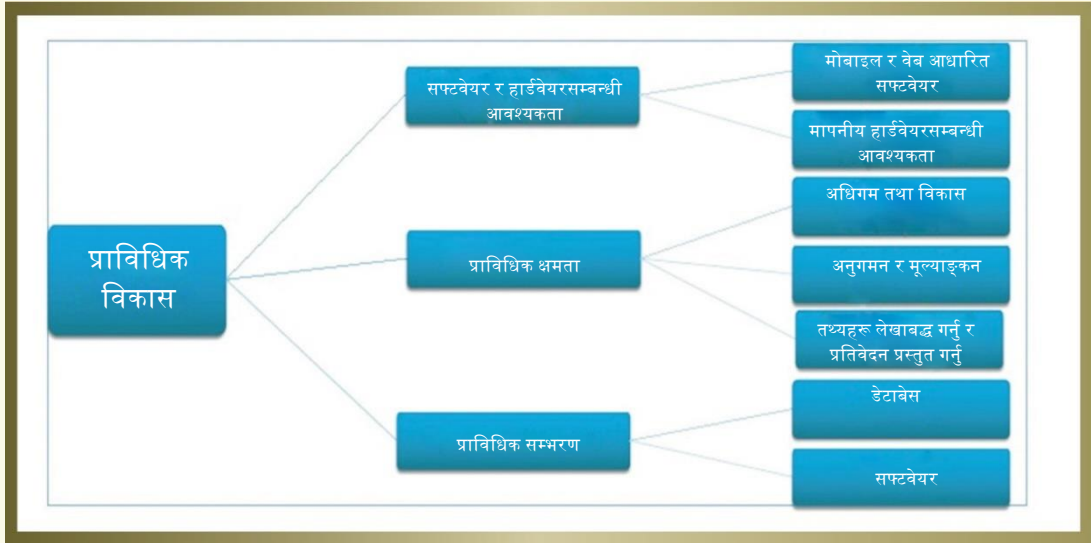 प्राविधिक
विकास
सफ्टवेयर र हार्डवेयरसम्बन्धी
आवश्यकता
मोबाइल र वेब आधारित
सफ्टवेयर
मापनीय हार्डवेयरसम्बन्धी
आवश्यकता
प्राविधिक क्षमता
अधिगम तथा विकास
अनुगमन र मूल्याङ्कन
तथ्यहरू लेखाबद्ध गर्नु र
प्रतिवेदन प्रस्तुत गर्नु
प्राविधिक सम्भरण
डेटाबेस
सफ्टवेयर